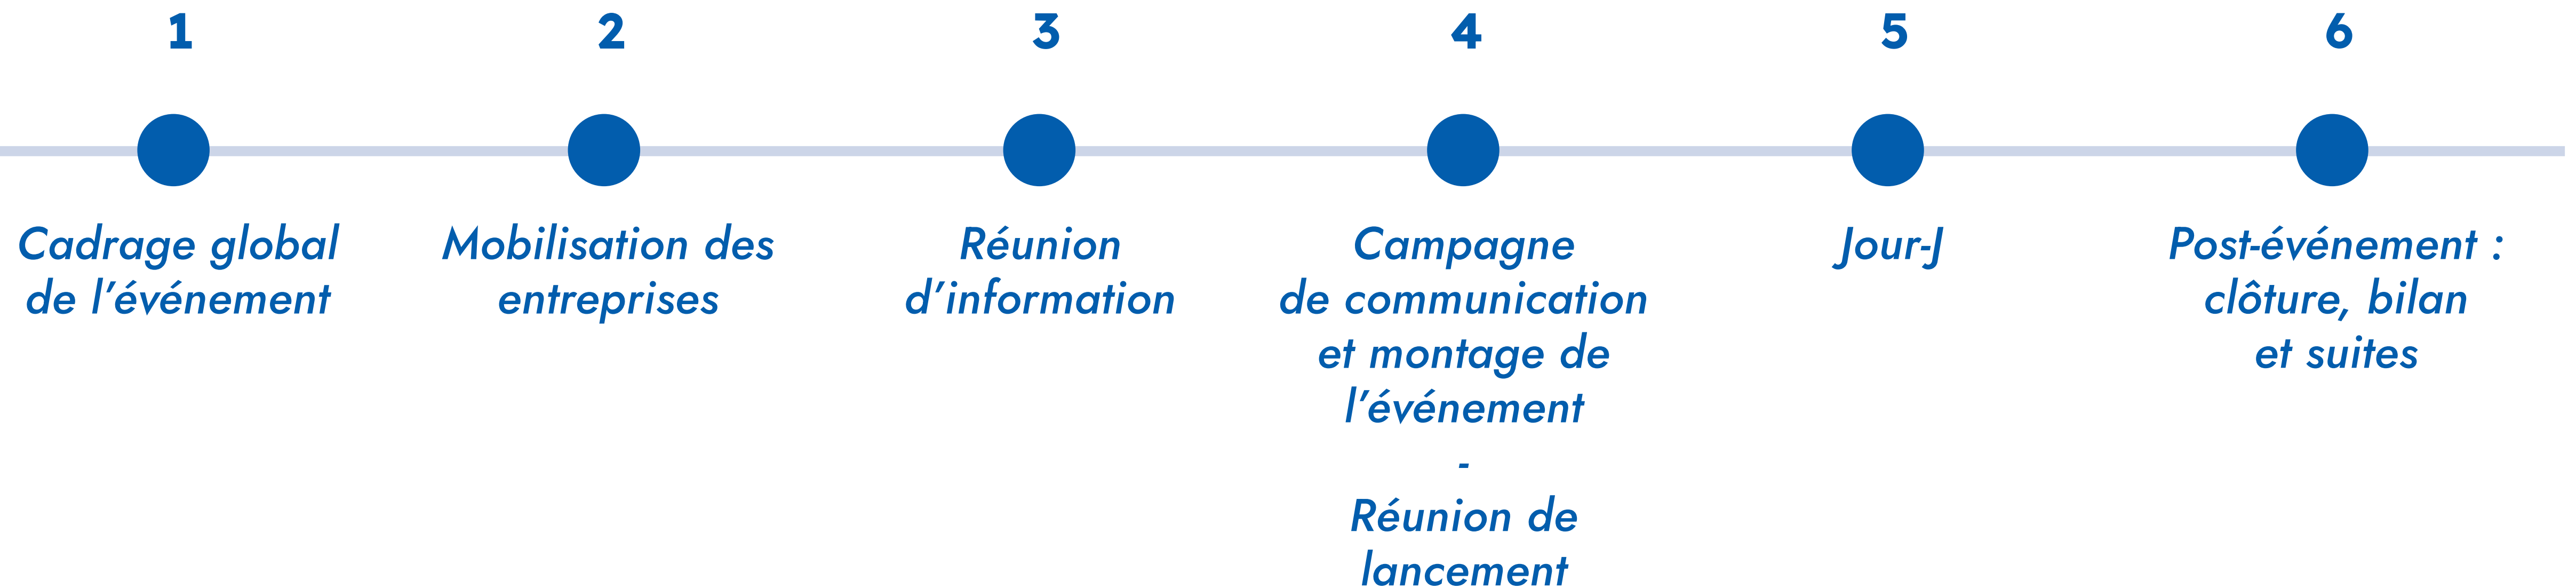 1
2
3
4
5
6
Cadrage global
de l’événement
Mobilisation des
entreprises
Réunion
d’information
Campagne
de communication
et montage de
l’événement
-
Réunion de
lancement
Jour-J
Post-événement :
clôture, bilan
et suites